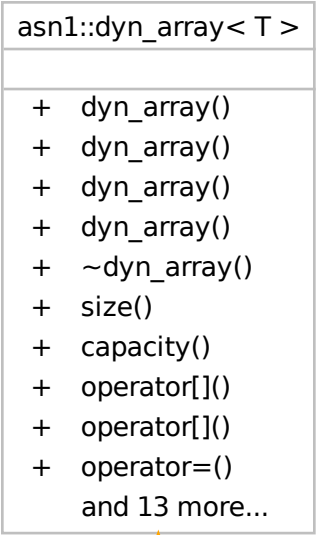 asn1::dyn_array< T >
+ dyn_array()
+ dyn_array()
+ dyn_array()
+ dyn_array()
+ ~dyn_array()
+ size()
+ capacity()
+ operator[]()
+ operator[]()
+ operator=()
and 13 more...